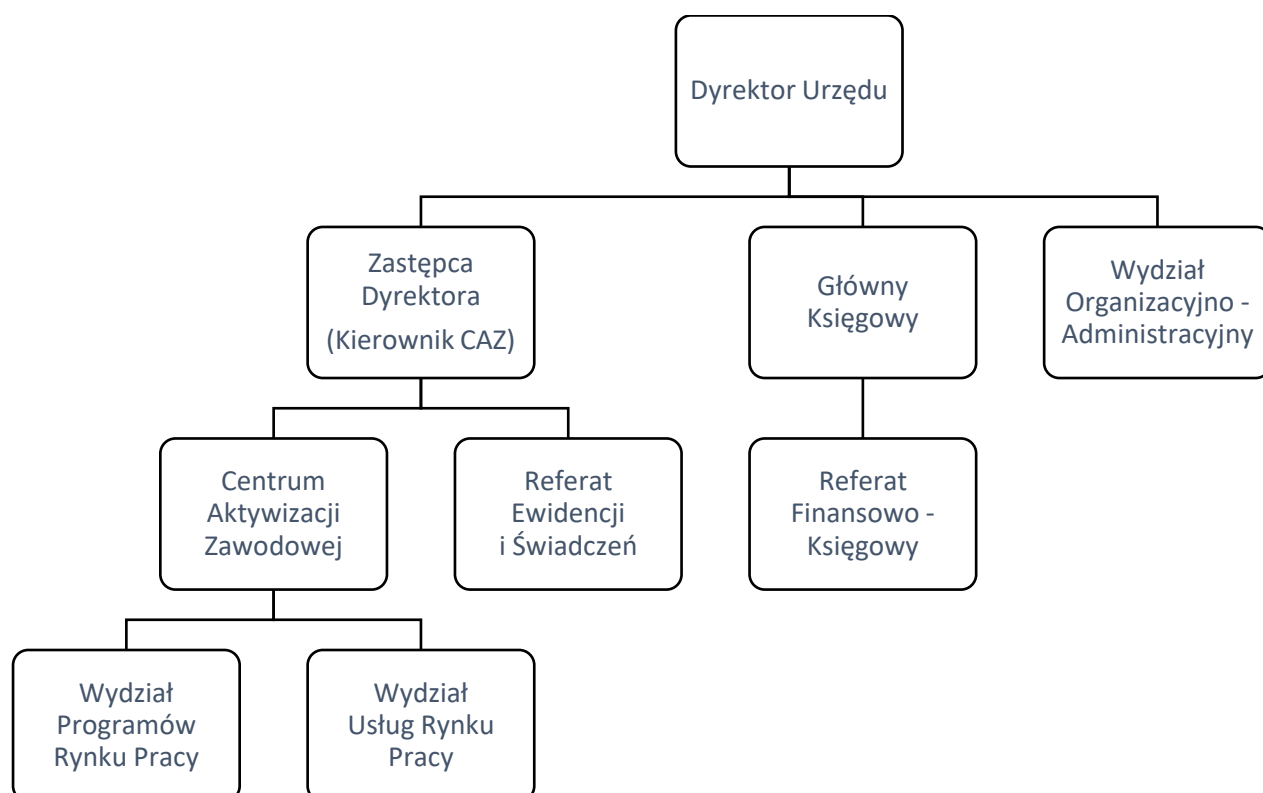 Dyrektor Urzędu
Zastępca
Dyrektora
(Kierownik CAZ)
Główny
Księgowy
Wydział
Organizacyjno -
Administracyjny
Centrum
Aktywizacji
Zawodowej
Referat
Ewidencji
i Świadczeń
Referat
Finansowo -
Księgowy
Wydział
Programów
Rynku Pracy
Wydział
Usług Rynku
Pracy